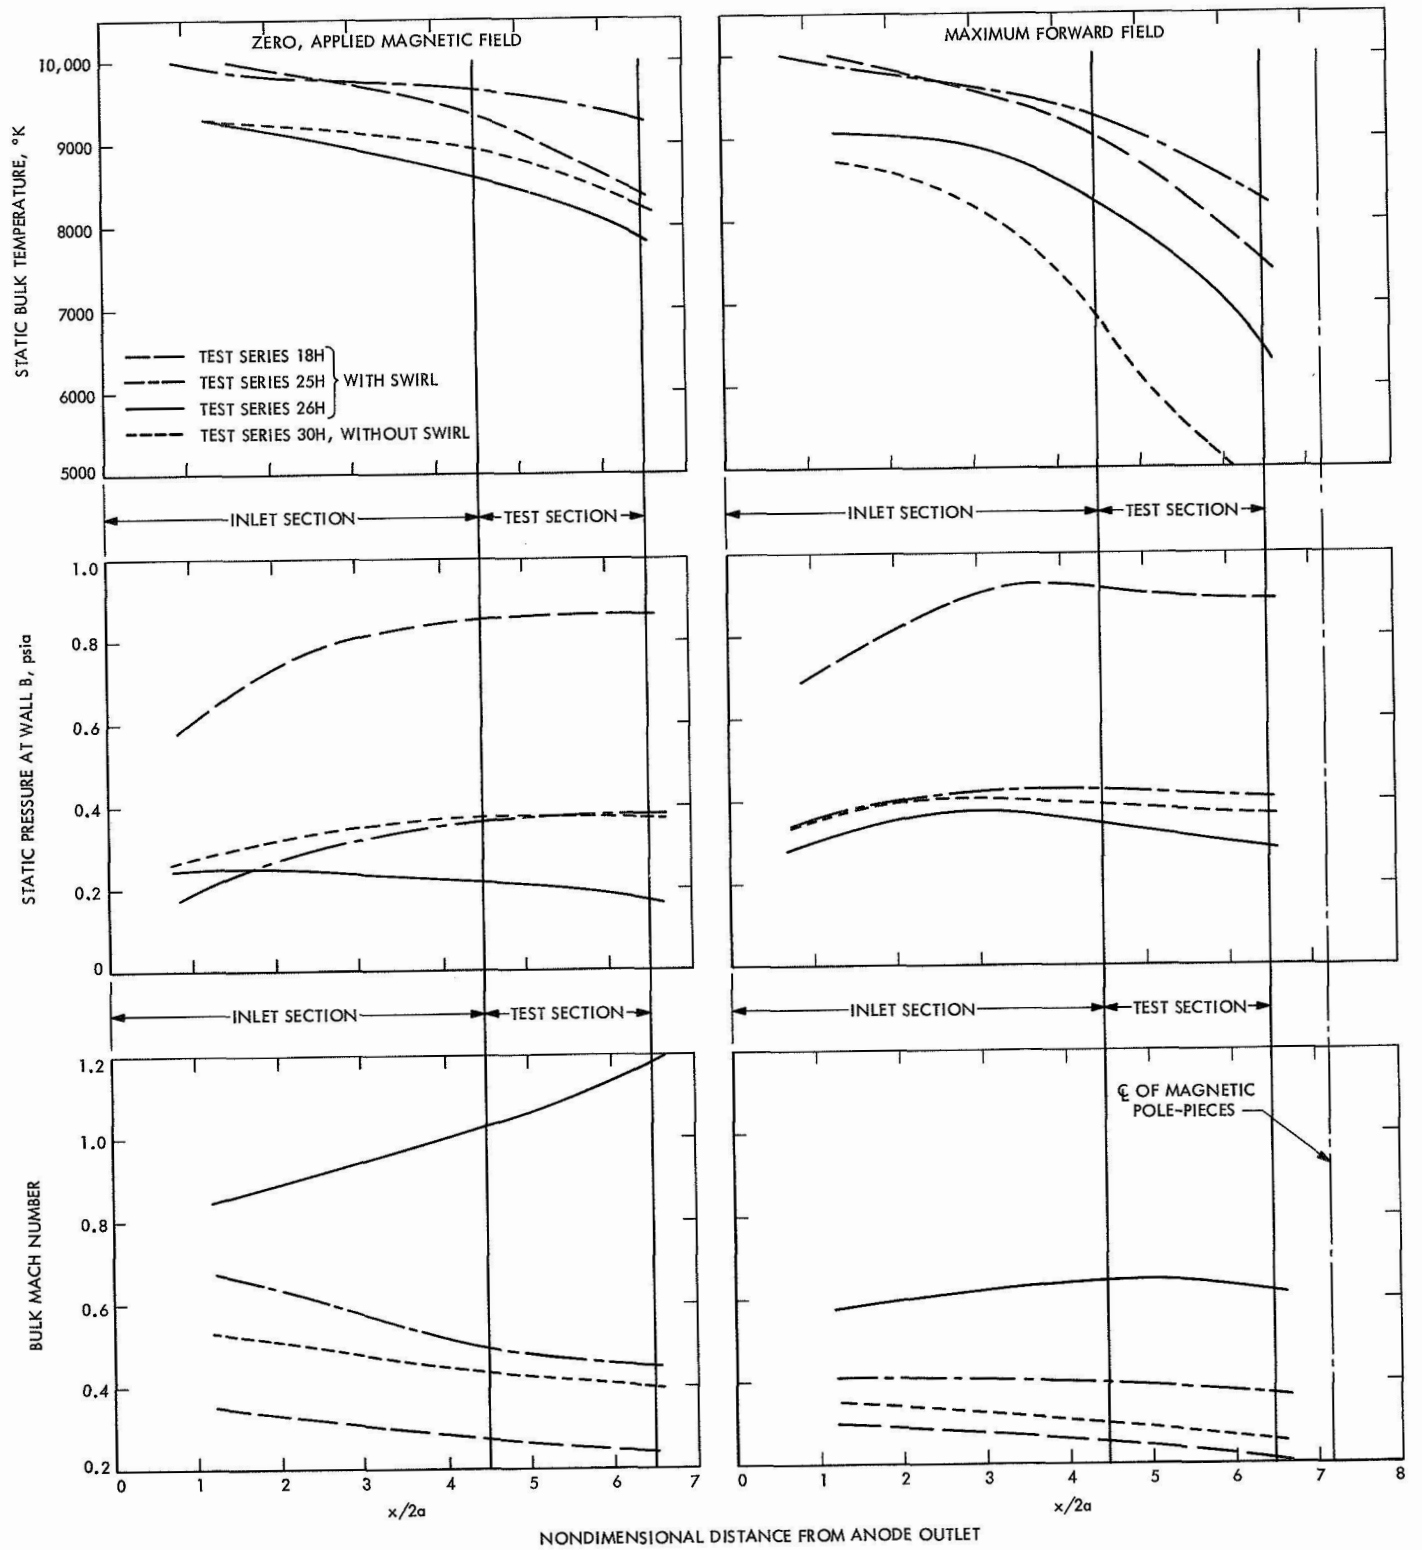 ZERO, APPLIED MAGNETIC FIELD
MAXIMUM FORWARD FIELD
STATIC BULK TEMPERATURE, °K
10,000
9000
8000
7000
6000
5000
TEST SERIES 18H
TEST SERIES 25H
TEST SERIES 26H
WITH SWIRL
TEST SERIES 30H, WITHOUT SWIRL
INLET SECTION
TEST SECTION
INLET SECTION
TEST SECTION
STATIC PRESSURE AT WALL B, psia
1.0
0.8
0.6
0.4
0.2
0
INLET SECTION
TEST SECTION
INLET SECTION
TEST SECTION
BULK MACH NUMBER
1.2
1.0
0.8
0.6
0.4
0.2
℄ OF MAGNETIC
POLE-PIECES
0 1 2 3 4 5 6 7
0 1 2 3 4 5 6 7 8
x/2a
x/2a
NONDIMENSIONAL DISTANCE FROM ANODE OUTLET